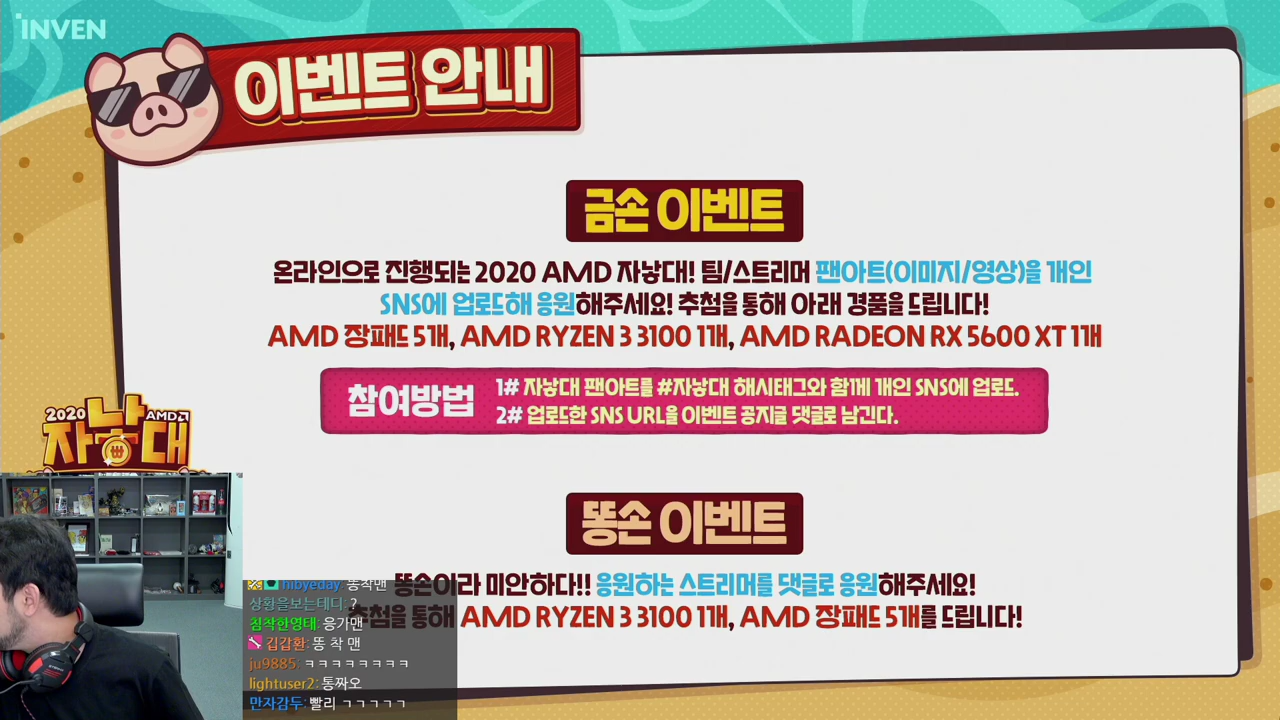 INVEN
이벤트 안내
금손 이벤트
온라인으로 진행되는 2020 AMD 자낳대! 팀/스트리머 팬아트(이미지/영상)을 개인
SNS에 업로드해 응원해주세요! 추첨을 통해 아래 경품을 드립니다!
AMD 장패드 5개, AMD RYZEN 3 3100 1개, AMD RADEON RX 5600 XT 1개
참여방법
1# 자낳대 팬아트를 #자낳대 해시태그와 함께 개인 SNS에 업로드.
2# 업로드한 SNS URL을 이벤트 공지글 댓글로 남긴다.
2020 자낳대 AMD
똥손 이벤트
똥손이라 미안하다!! 응원하는 스트리머를 댓글로 응원해주세요!
추첨을 통해 AMD RYZEN 3 3100 1개, AMD 장패드 5개를 드립니다!
hibyeday: 똥착맨
상황을보는테디: ?
침착한영태: 응가맨
김갑환: 똥 착 맨
ju9885: ㅋㅋㅋㅋㅋㅋㅋㅋ
lightuser2: 통짜오
만자감두: 빨리 ㄱㄱㄱㄱㄱ